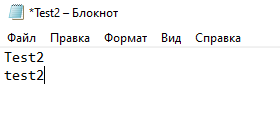 *Test2 – Блокнот
Файл Правка Формат Вид Справка
Test2
test2